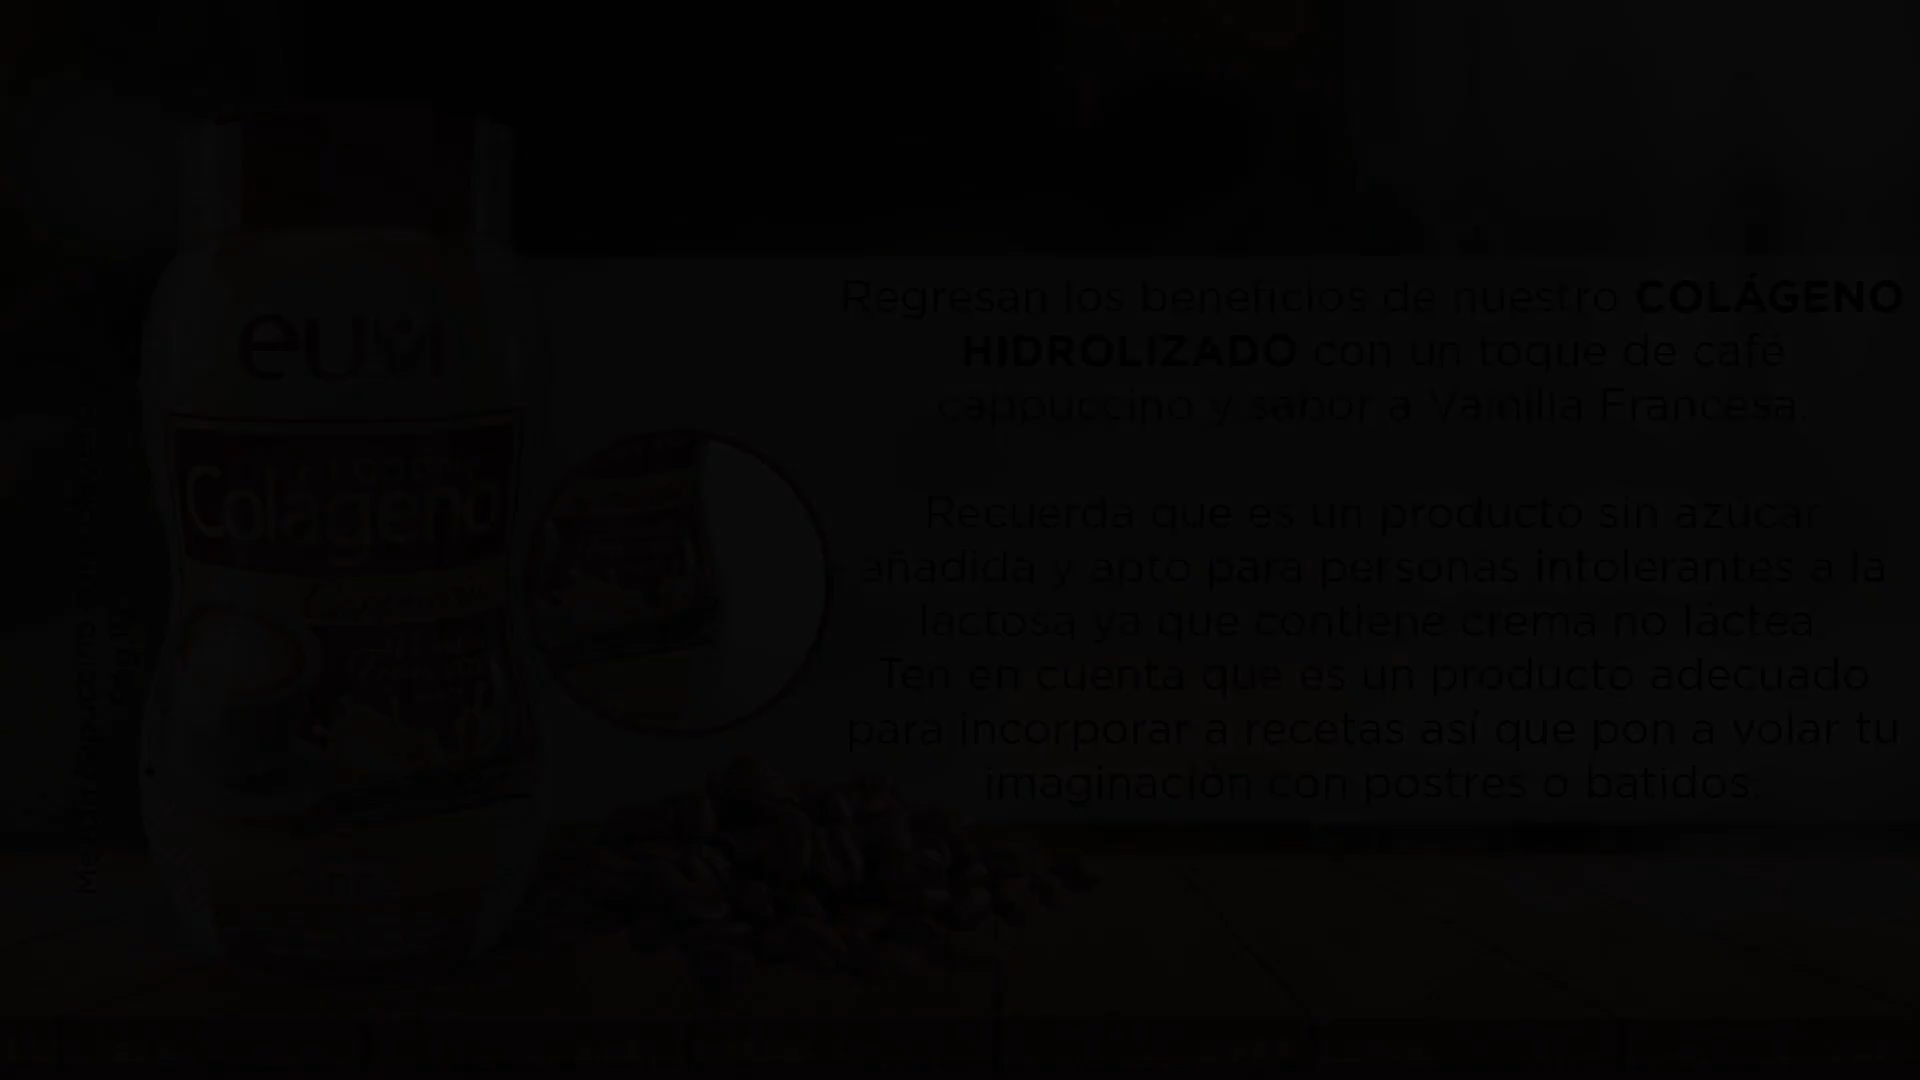 Regresan los beneficios de nuestro COLÁGENO
HIDROLIZADO con un toque de café
cappuccino y sabor a Vainilla Francesa.
Recuerda que es un producto sin azúcar
añadida y apto para personas intolerantes a la
lactosa ya que contiene crema no láctea.
Ten en cuenta que es un producto adecuado
para incorporar a recetas así que pon a volar tu
imaginación con postres o batidos.
Colágeno